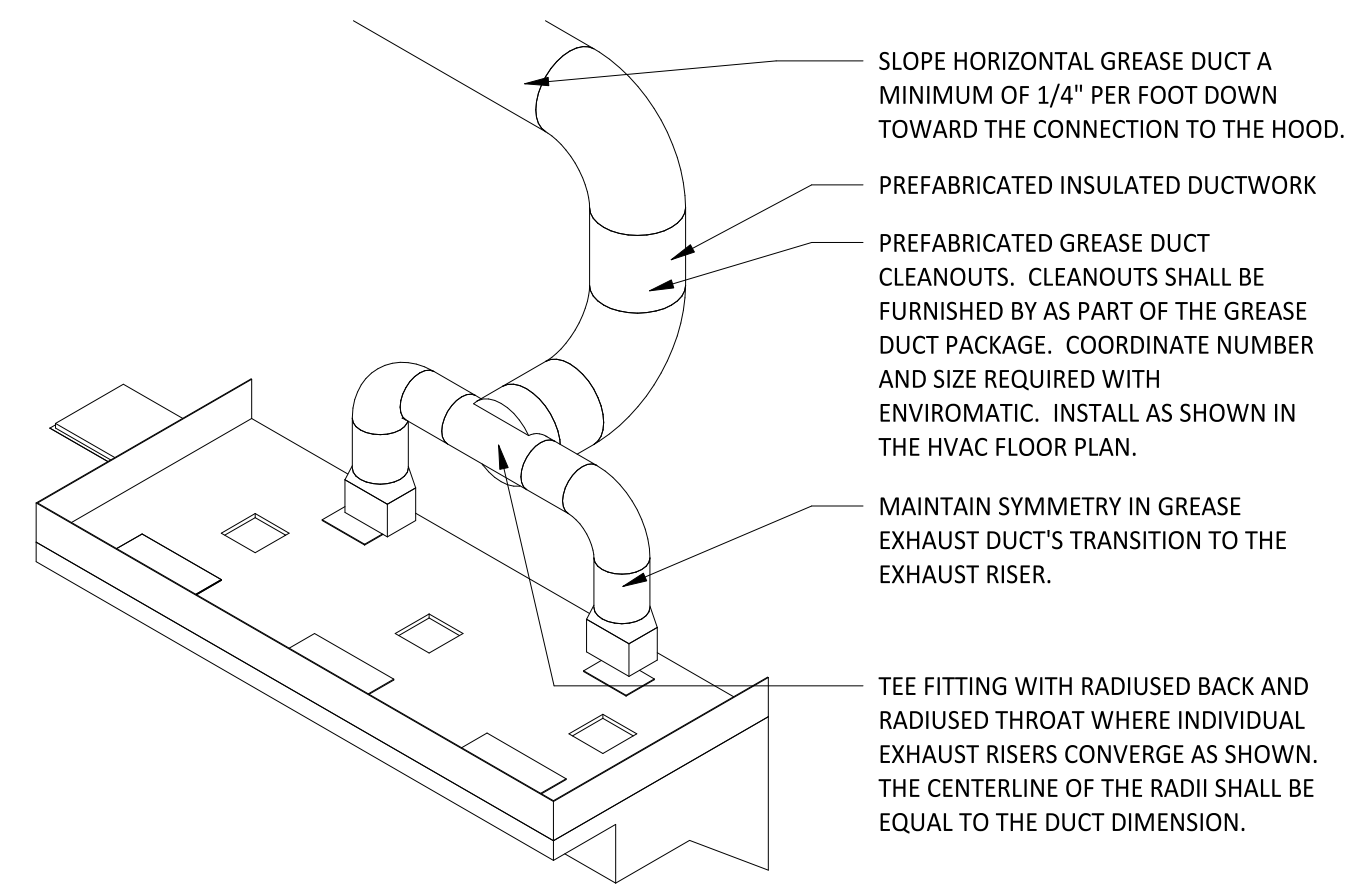 SLOPE HORIZONTAL GREASE DUCT A
MINIMUM OF 1/4" PER FOOT DOWN
TOWARD THE CONNECTION TO THE HOOD.
PREFABRICATED INSULATED DUCTWORK
PREFABRICATED GREASE DUCT
CLEANOUTS.  CLEANOUTS SHALL BE
FURNISHED BY AS PART OF THE GREASE
DUCT PACKAGE.  COORDINATE NUMBER
AND SIZE REQUIRED WITH
ENVIROMATIC.  INSTALL AS SHOWN IN
THE HVAC FLOOR PLAN.
MAINTAIN SYMMETRY IN GREASE
EXHAUST DUCT'S TRANSITION TO THE
EXHAUST RISER.
TEE FITTING WITH RADIUSED BACK AND
RADIUSED THROAT WHERE INDIVIDUAL
EXHAUST RISERS CONVERGE AS SHOWN.
THE CENTERLINE OF THE RADII SHALL BE
EQUAL TO THE DUCT DIMENSION.